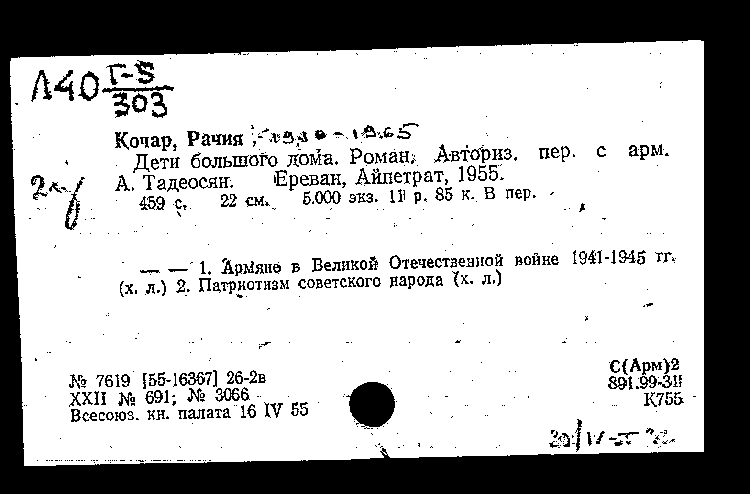 Л40 Г-5
303
Кочар, Рачия, 1910-1965
Дети большого дома. Роман. Авториз. пер. с арм.
А. Тадеосян. Ереван, Айпетрат, 1955.
459 с. 22 см. 5.000 экз. 11 р. 85 к. В пер.
— — 1. Армяне в Великой Отечественной войне 1941-1945 гг.
(х. л.) 2. Патриотизм советского народа (х. л.)
№ 7619 [55-16367] 26-2в
XXII № 691; № 3066
Всесоюз. кн. палата 16 IV 55
С(Арм)2
891.99-31
К755